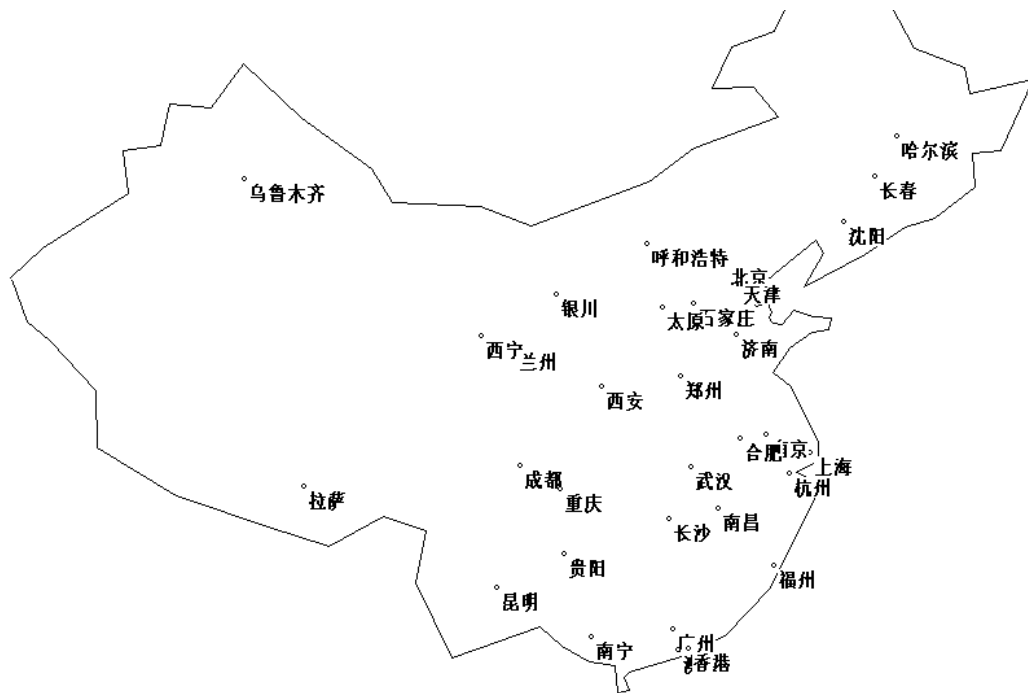 哈尔滨
长春
乌鲁木齐
沈阳
呼和浩特
北京
天津
银川
太原
石家庄
济南
西宁
兰州
郑州
西安
合肥
南京
上海
成都
武汉
杭州
重庆
拉萨
南昌
长沙
贵阳
福州
昆明
广州
南宁
香港